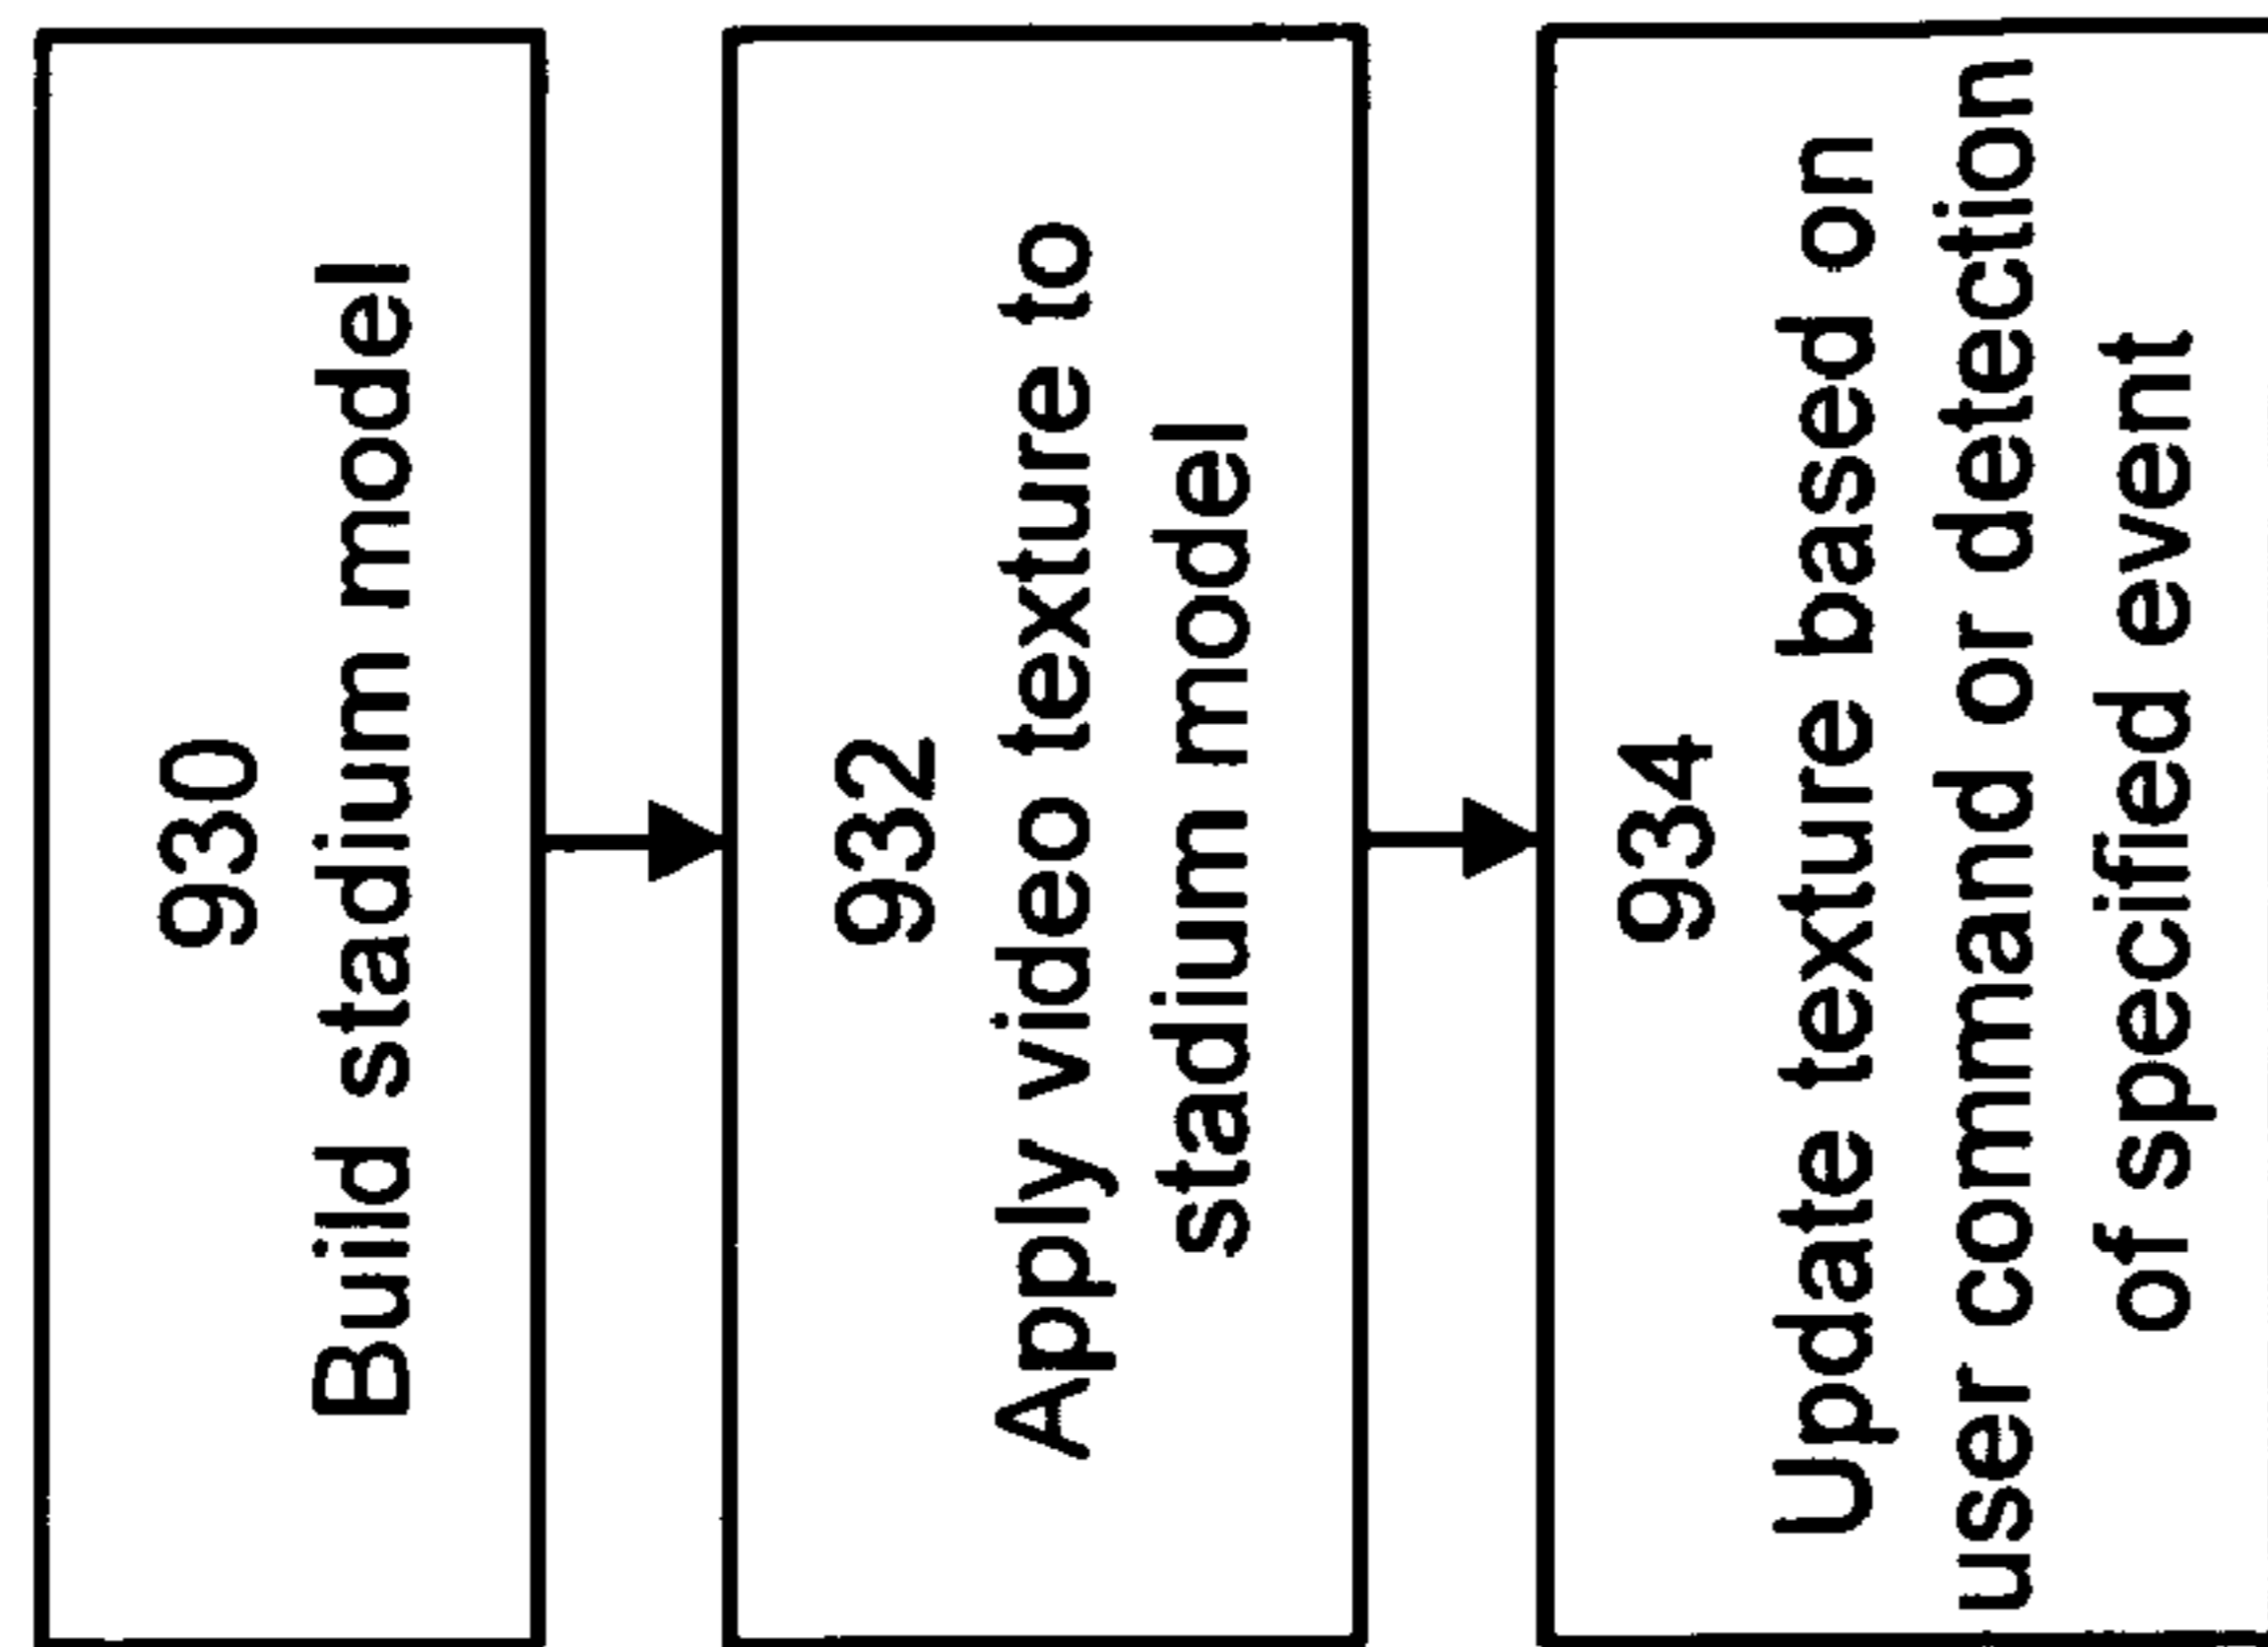 930
Build stadium model
932
Apply video texture to
stadium model
934
Update texture based on
user command or detection
of specified event